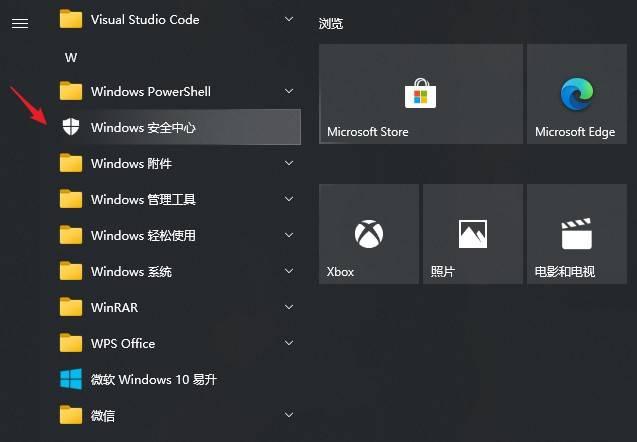 Visual Studio Code
W
Windows PowerShell
Windows 安全中心
Windows 附件
Windows 管理工具
Windows 轻松使用
Windows 系统
WinRAR
WPS Office
微软 Windows 10 易升
微信
浏览
Microsoft Store
Microsoft Edge
Xbox
照片
电影和电视